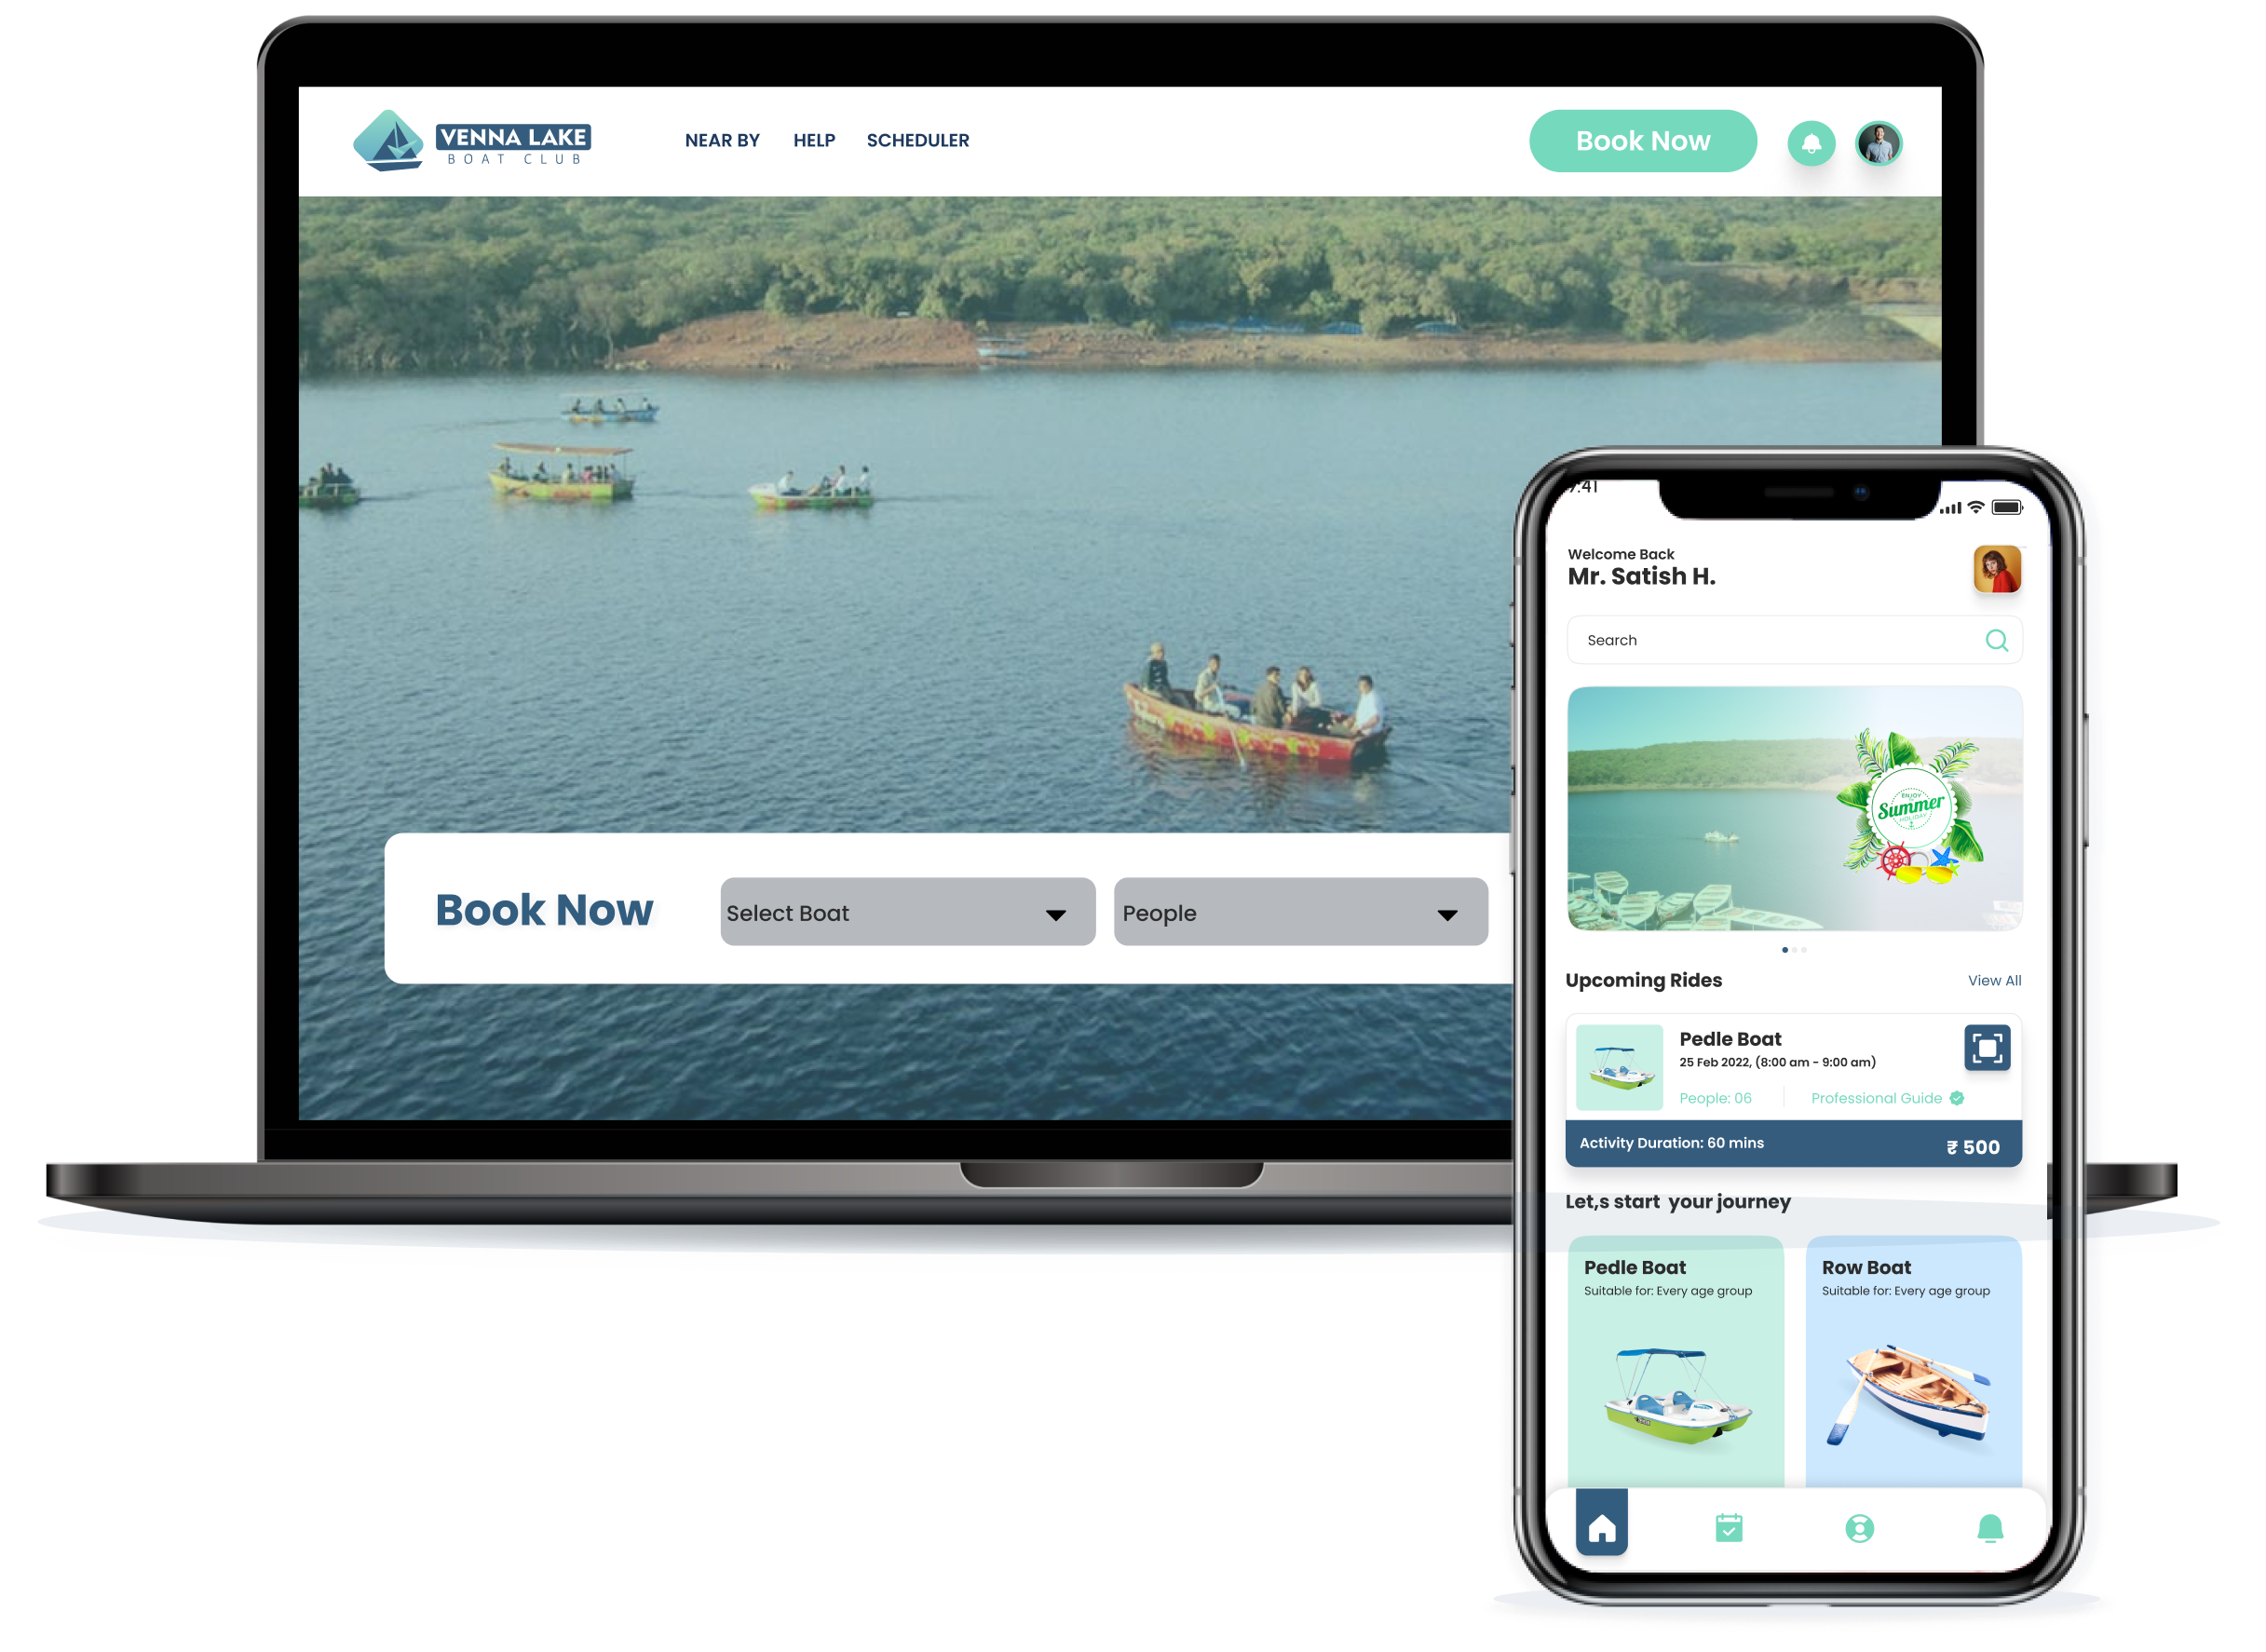 VENNA LAKE
BOAT CLUB
NEAR BY HELP SCHEDULER
Book Now
Book Now
Select Boat
People
:41
Welcome Back
Mr. Satish H.
Search
ENJOY
Summer
HOLIDAY
Upcoming Rides
View All
Pedle Boat
25 Feb 2022, (8:00 am - 9:00 am)
People: 06
Professional Guide
Activity Duration: 60 mins
₹ 500
Let,s start your journey
Pedle Boat
Suitable for: Every age group
Row Boat
Suitable for: Every age group